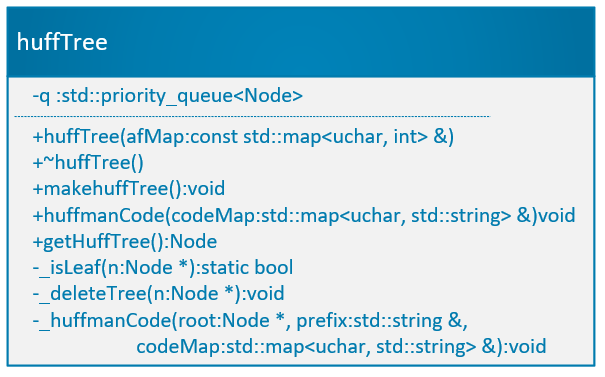 huffTree
-q :std::priority_queue<Node>
+huffTree(afMap:const std::map<uchar, int> &)
+~huffTree()
+makehuffTree():void
+huffmanCode(codeMap:std::map<uchar, std::string> &)void
+getHuffTree():Node
-_isLeaf(n:Node *):static bool
-_deleteTree(n:Node *):void
-_huffmanCode(root:Node *, prefix:std::string &,
codeMap:std::map<uchar, std::string> &):void